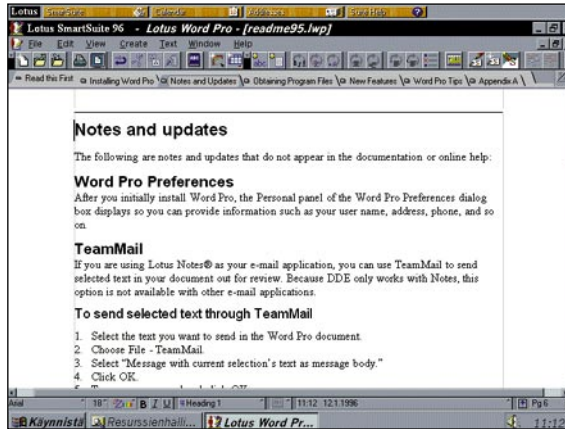 Lotus SmartSuite Calendar Addresses SuiteHelp
Lotus SmartSuite 96 - Lotus Word Pro - [readme95.lwp]
File Edit View Create Text Window Help
Read this First Installing Word Pro Notes and Updates Obtaining Program Files New Features Word Pro Tips Appendix A
Notes and updates
The following are notes and updates that do not appear in the documentation or online help:
Word Pro Preferences
After you initially install Word Pro, the Personal panel of the Word Pro Preferences dialog
box displays so you can provide information such as your user name, address, phone, and so
on.
TeamMail
If you are using Lotus Notes® as your e-mail application, you can use TeamMail to send
selected text in your document out for review. Because DDE only works with Notes, this
option is not available with other e-mail applications.
To send selected text through TeamMail
1. Select the text you want to send in the Word Pro document.
2. Choose File - TeamMail.
3. Select "Message with current selection's text as message body."
4. Click OK.
Arial 18 B I U Heading 1 11:12 12.1.1996 Pg 6
Käynnistä Resurssienhalli... Lotus Word Pr... 11:12